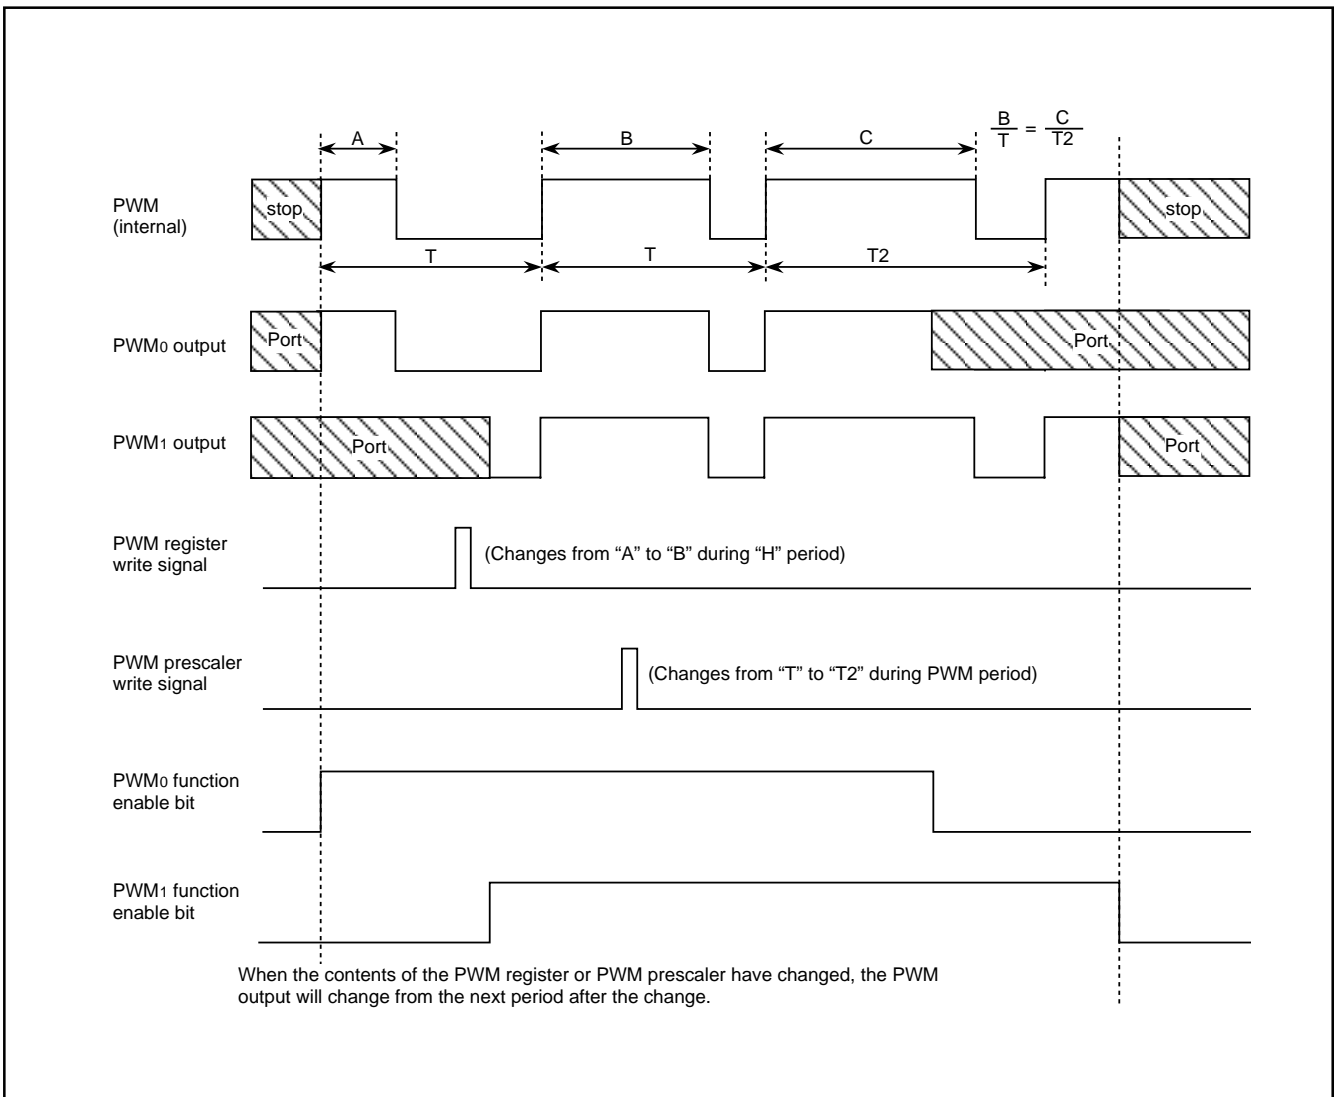 A
B
C
B
T
=
C
T2
PWM
(internal)
stop
stop
T
T
T2
PWM0 output
Port
Port
PWM1 output
Port
Port
PWM register
write signal
(Changes from “A” to “B” during “H” period)
PWM prescaler
write signal
(Changes from “T” to “T2” during PWM period)
PWM0 function
enable bit
PWM1 function
enable bit
When the contents of the PWM register or PWM prescaler have changed, the PWM
output will change from the next period after the change.